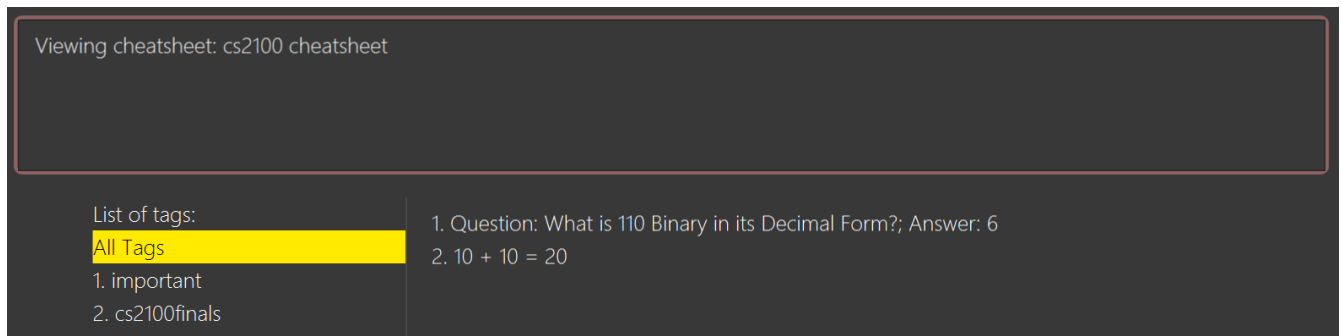 Viewing cheatsheet: cs2100 cheatsheet
List of tags:
All Tags
1. important
2. cs2100finals
1. Question: What is 110 Binary in its Decimal Form?; Answer: 6
2. 10 + 10 = 20